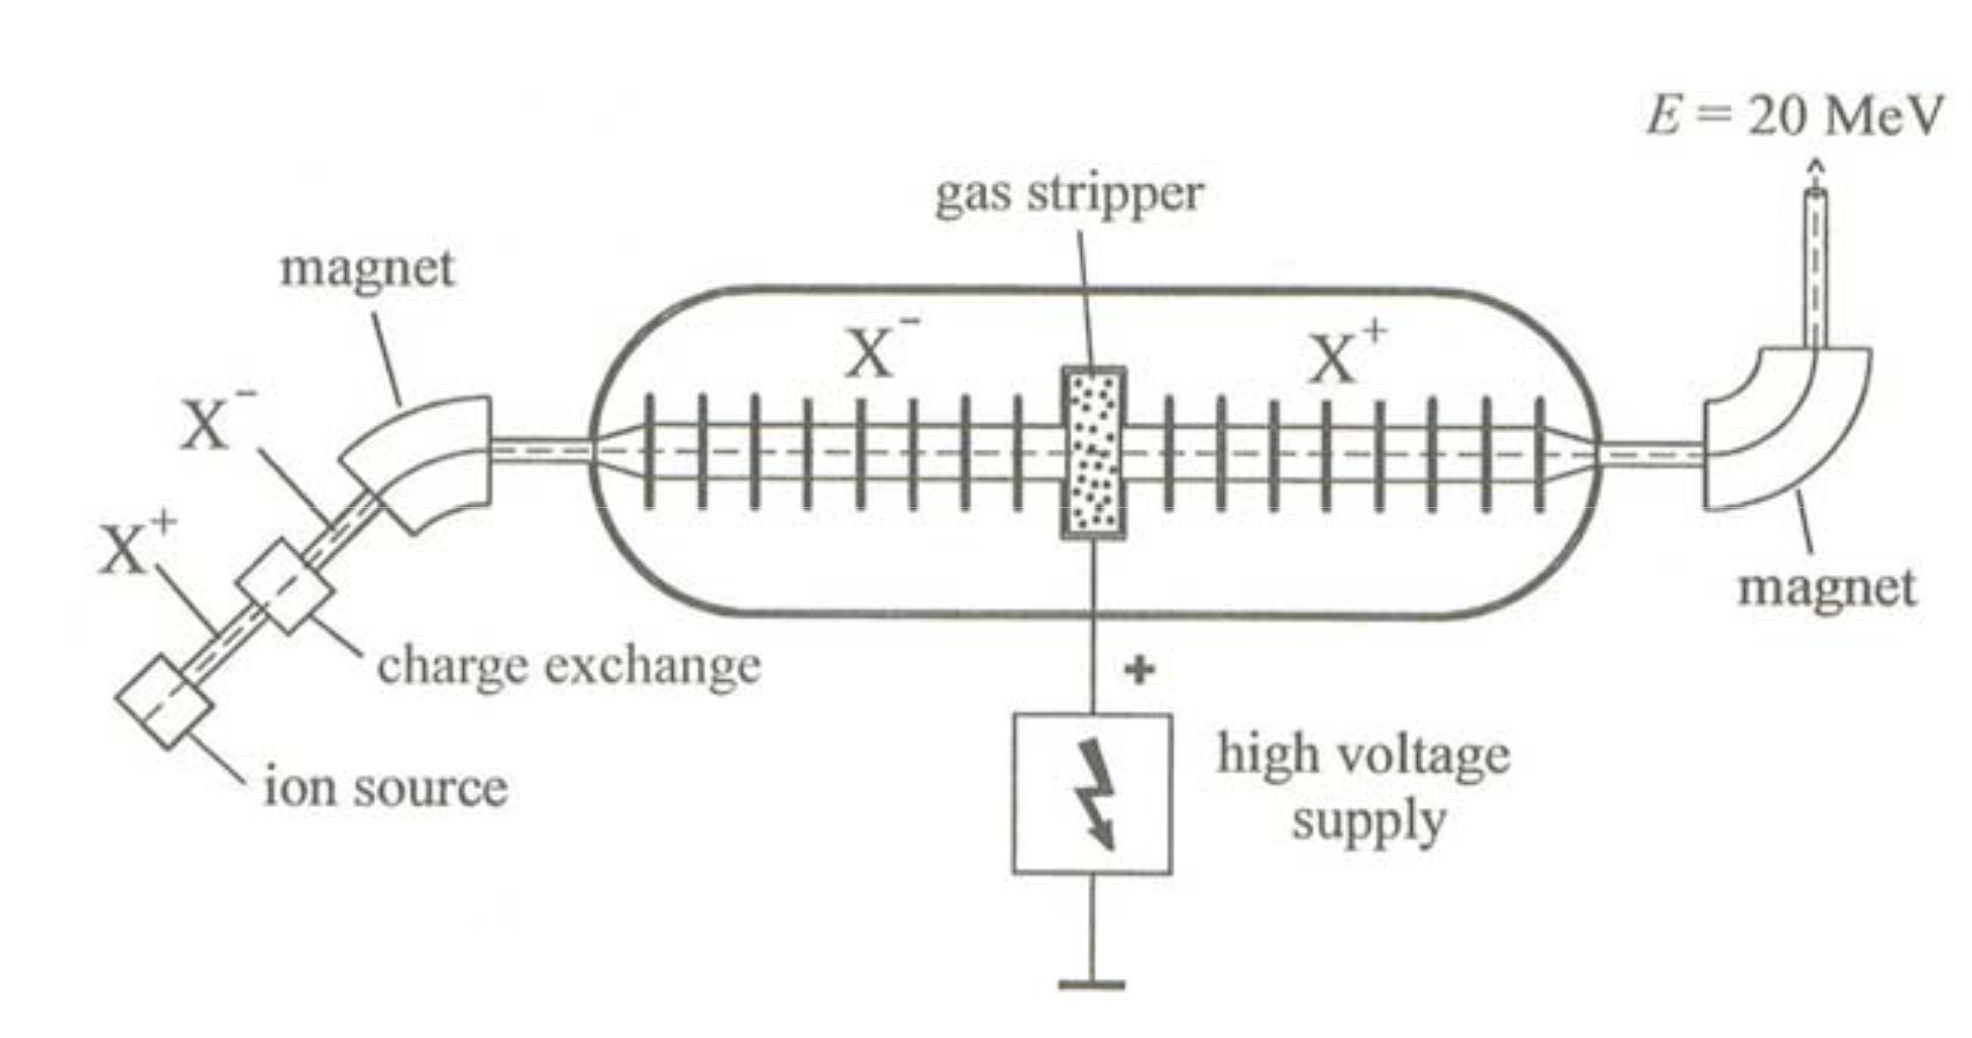 E = 20 MeV
gas stripper
magnet
X⁻
X⁺
X⁻
X⁺
magnet
charge exchange
+
high voltage
supply
ion source